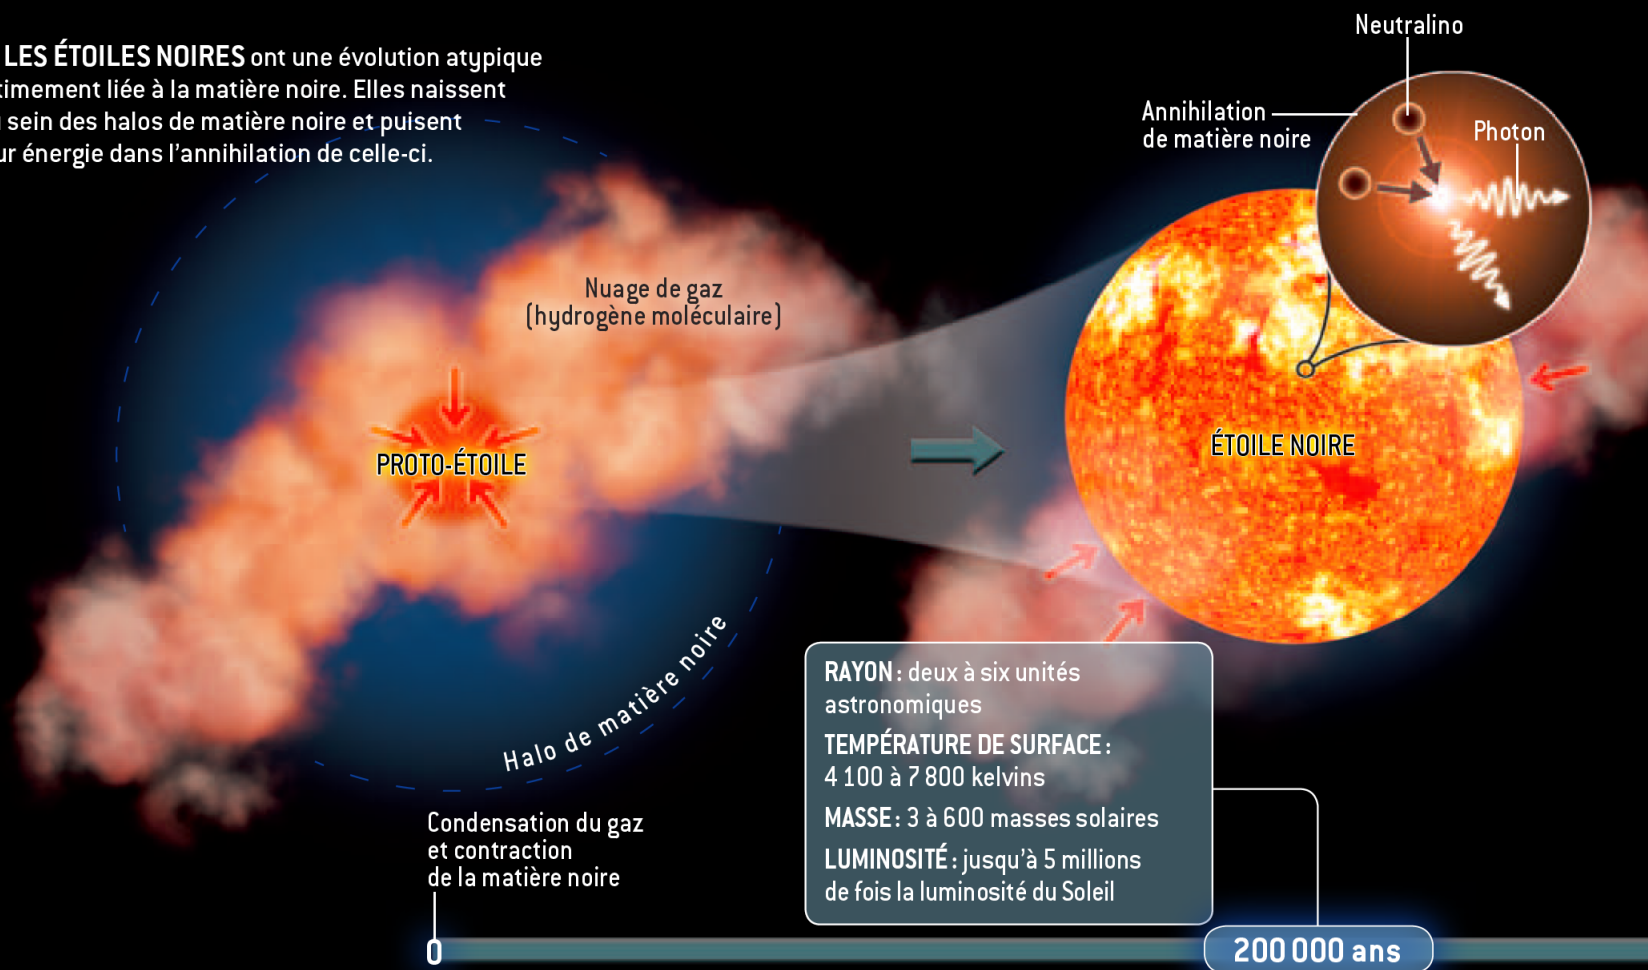 LES ÉTOILES NOIRES ont une évolution atypique
timement liée à la matière noire. Elles naissent
sein des halos de matière noire et puisent
ur énergie dans l'annihilation de celle-ci.
Neutralino
Annihilation
de matière noire
Photon
Nuage de gaz
(hydrogène moléculaire)
PROTO-ÉTOILE
ÉTOILE NOIRE
Halo de matière noire
RAYON : deux à six unités
astronomiques
TEMPÉRATURE DE SURFACE :
4 100 à 7 800 kelvins
MASSE : 3 à 600 masses solaires
LUMINOSITÉ : jusqu'à 5 millions
de fois la luminosité du Soleil
Condensation du gaz
et contraction
de la matière noire
0
200 000 ans